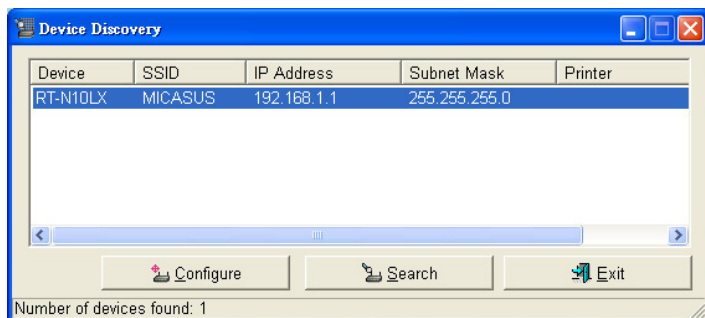 Device Discovery
Device SSID IP Address Subnet Mask Printer
RT-N10LX MICASUS 192.168.1.1 255.255.255.0
Configure Search Exit
Number of devices found: 1